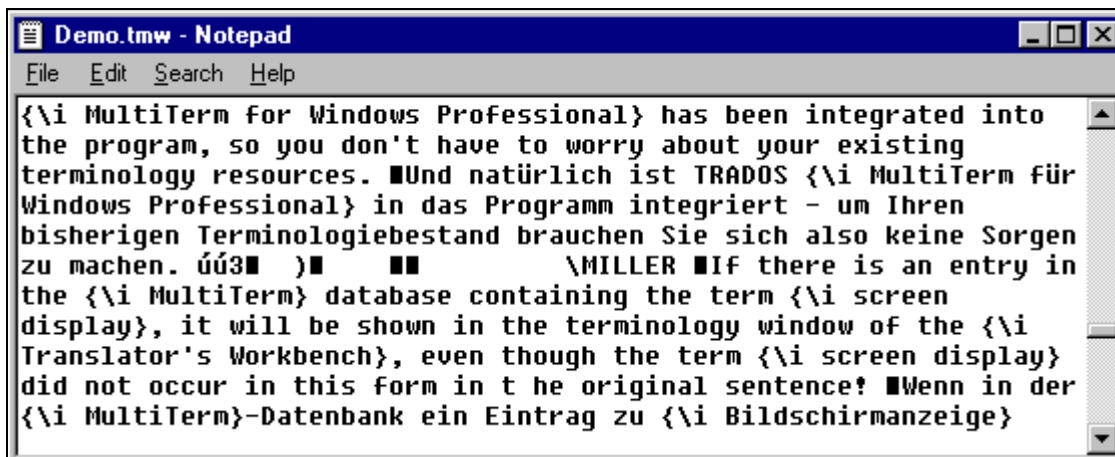 Demo.tmw - Notepad
File Edit Search Help
{\i MultiTerm for Windows Professional} has been integrated into
the program, so you don't have to worry about your existing
terminology resources. ■Und natürlich ist TRADOS {\i MultiTerm für
Windows Professional} in das Programm integriert - um Ihren
bisherigen Terminologiebestand brauchen Sie sich also keine Sorgen
zu machen. úú3■ )■ ■■ \MILLER ■If there is an entry in
the {\i MultiTerm} database containing the term {\i screen
display}, it will be shown in the terminology window of the {\i
Translator's Workbench}, even though the term {\i screen display}
did not occur in this form in t he original sentence! ■Wenn in der
{\i MultiTerm}-Datenbank ein Eintrag zu {\i Bildschirmanzeige}